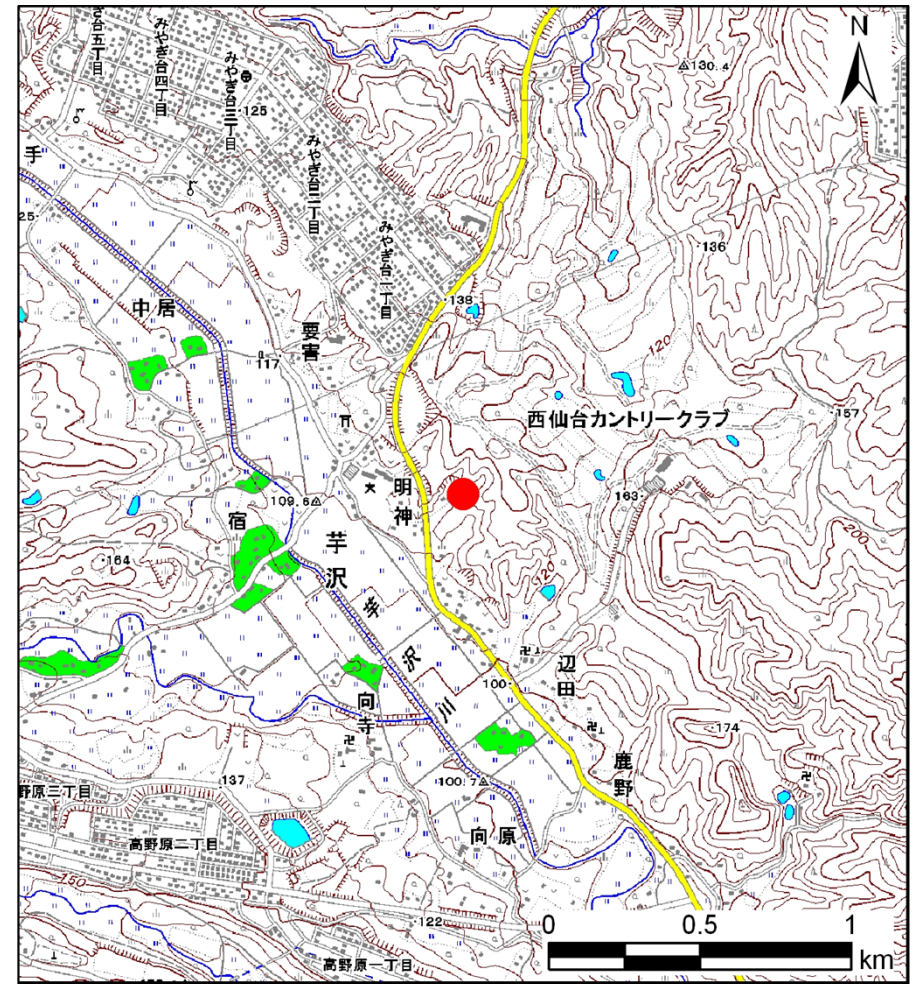 みやぎ台五丁目
みやぎ台四丁目
みやぎ台三丁目
・125
みやぎ台二丁目
みやぎ台一丁目
△130.4
N
手
25・
・136
中居
要害
117
・138
120
157
西仙台カントリークラブ
明神
163
109.6△
宿
芋沢
200
・164
120
芋沢川
辺田
100・
向寺
・174
鹿野
137
100.7△
野原三丁目
高野原二丁目
向原
150
・122
高野原一丁目
0 0.5 1
km